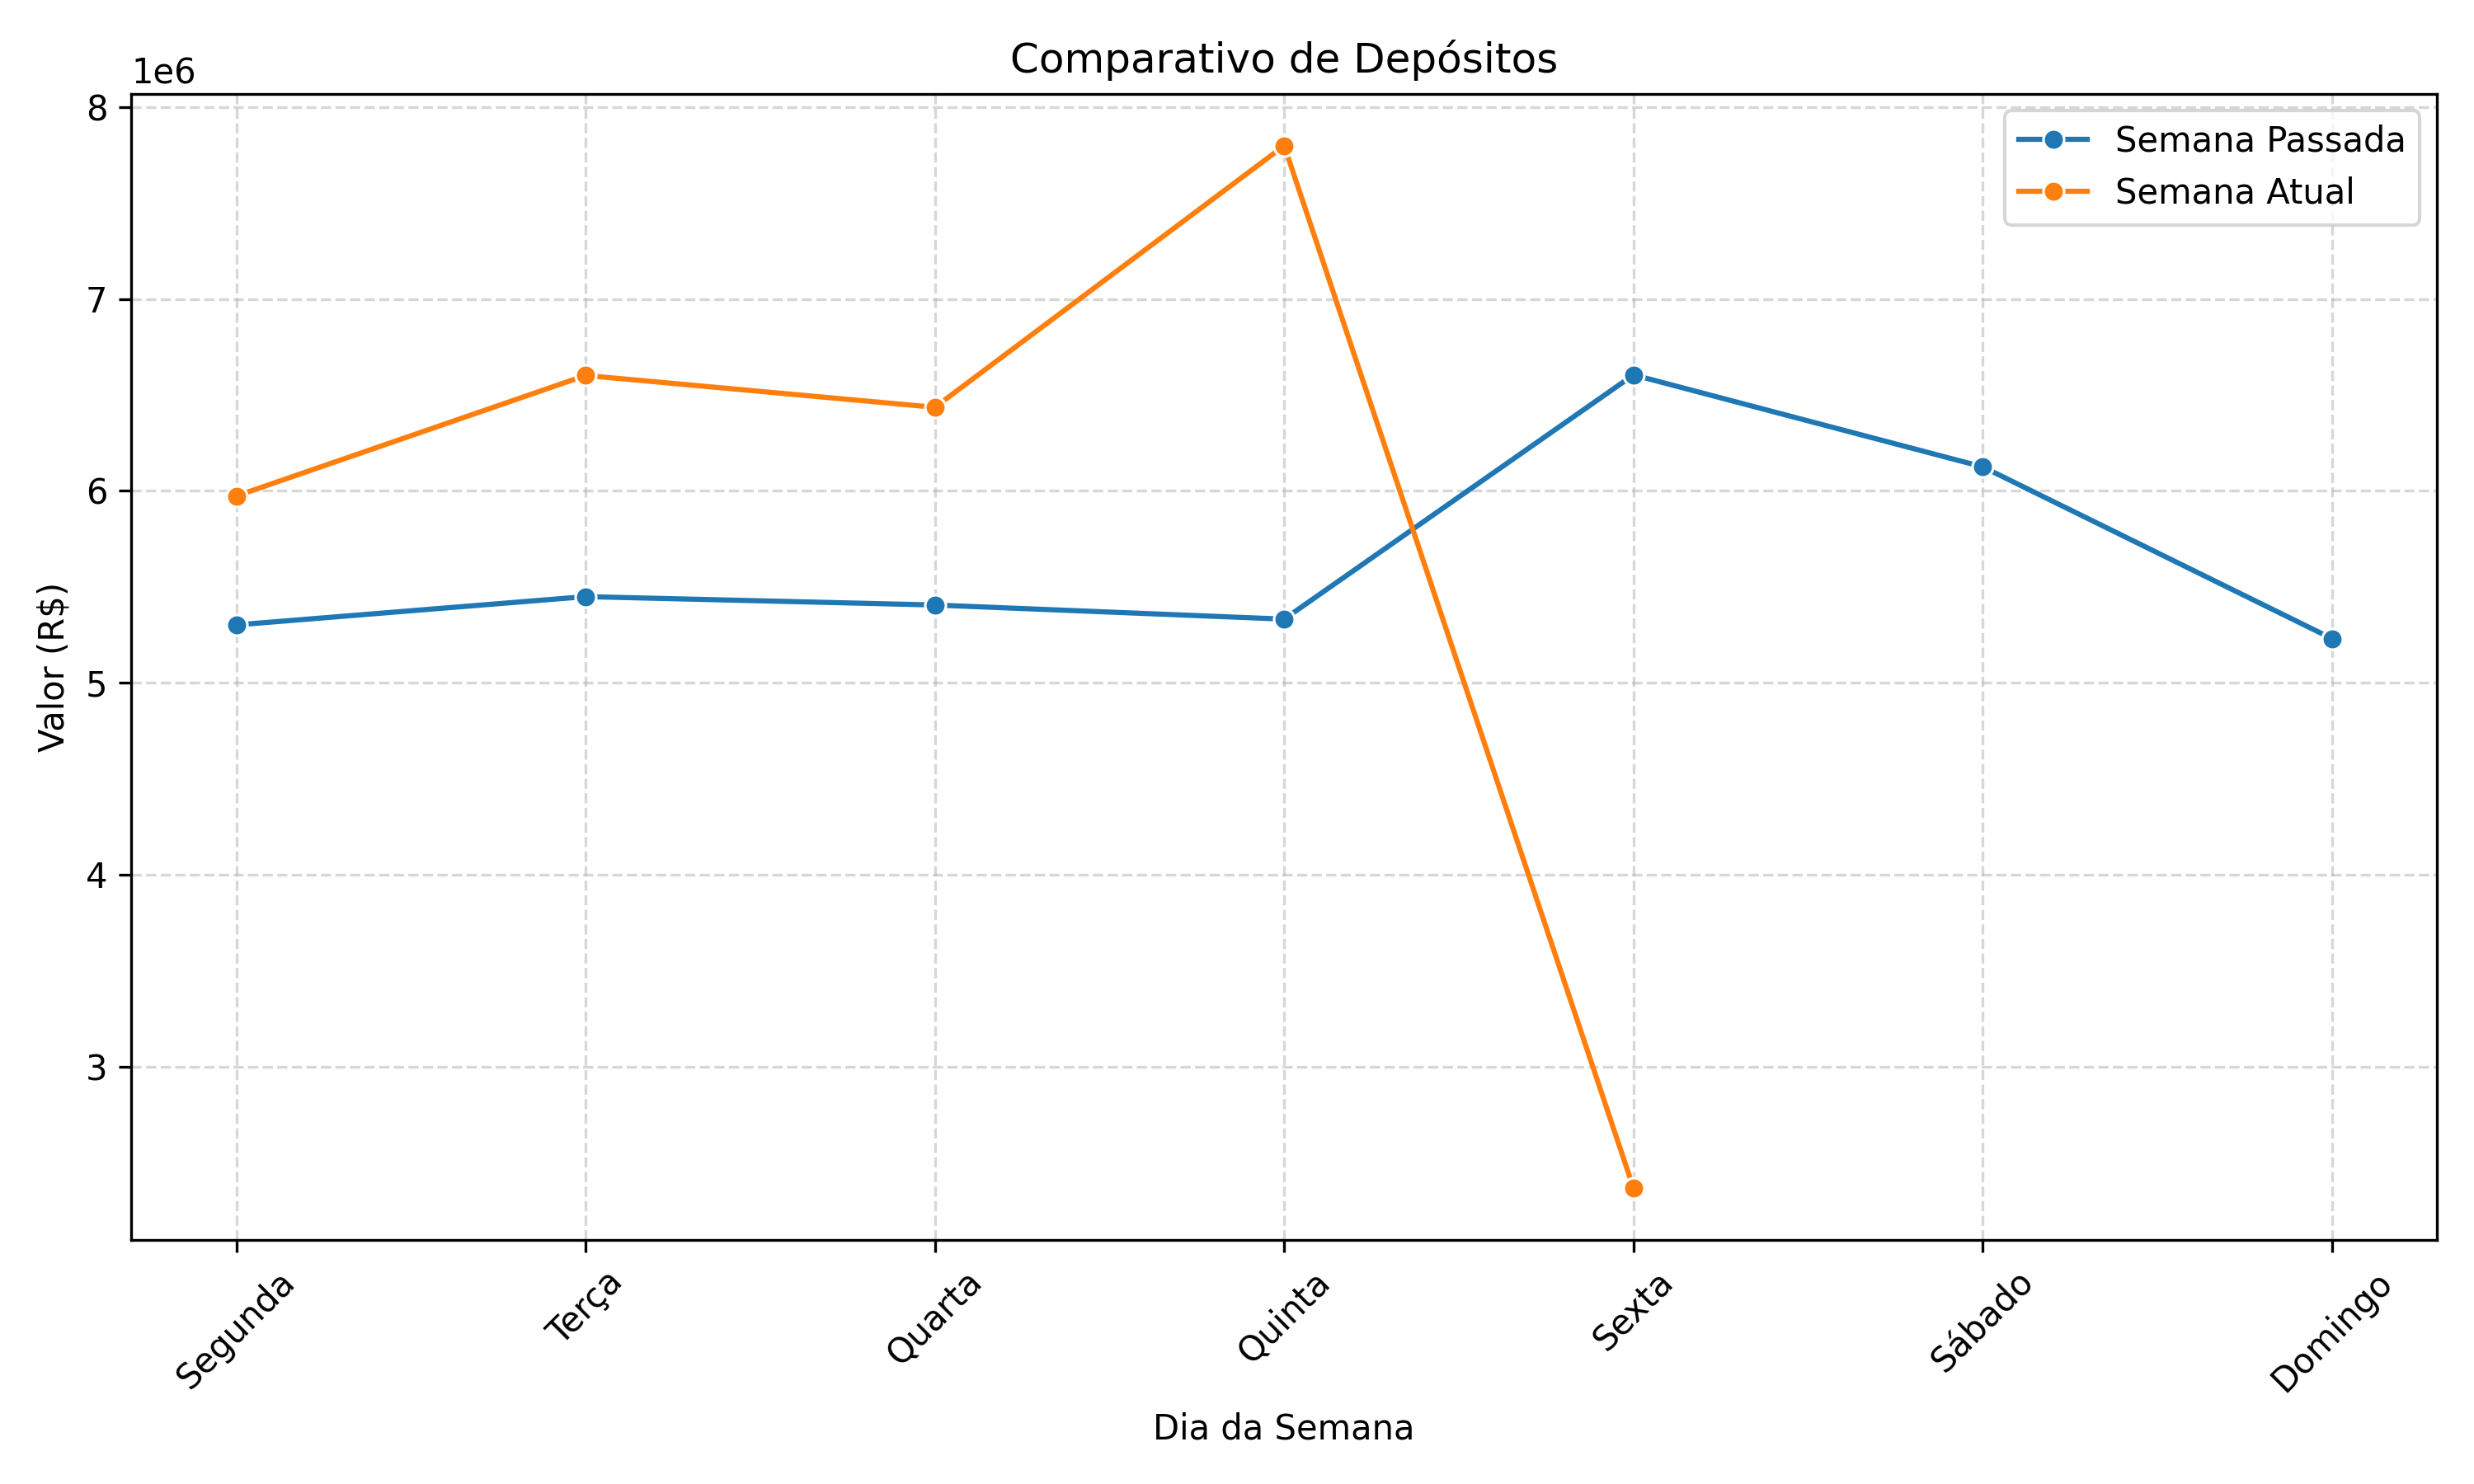 Comparativo de Depósitos
1e6
8
7
6
5
4
3
Valor (R$)
Semana Passada
Semana Atual
Segunda
Terça
Quarta
Quinta
Sexta
Sábado
Domingo
Dia da Semana